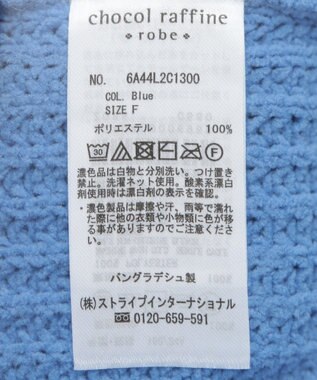 chocol raffine
robe
NO. 6A44L2C1300
COL. Blue
SIZE F
ポリエステル 100%
30 F
濃色品は白物と分別洗い。つけ置き
禁止。洗濯ネット使用。酸素系漂白
剤使用時は漂白剤の表示を確認。
・濃色製品は摩擦や汗、雨等で濡れ
た際に他の衣類や小物類に色が移
る事がありますのでご注意ください。
バングラデシュ製
(株)ストライプインターナショナル
0120-659-591